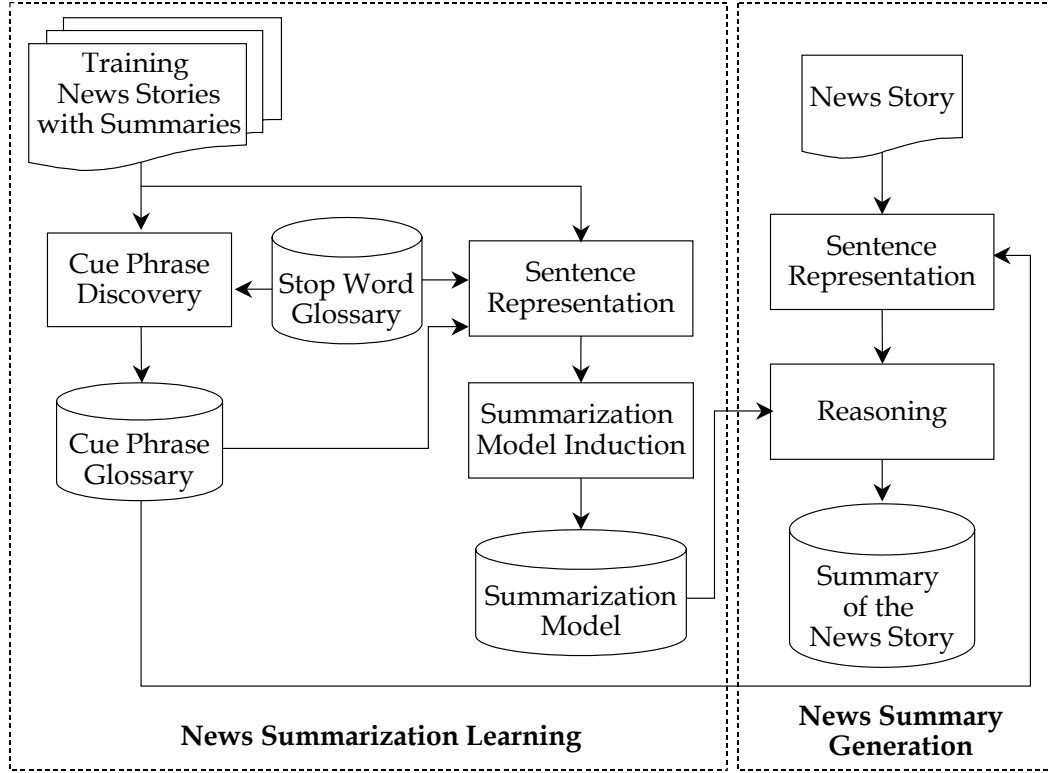 Training
News Stories
with Summaries
Cue Phrase
Discovery
Stop Word
Glossary
Sentence
Representation
Cue Phrase
Glossary
Summarization
Model Induction
Summarization
Model
News Summarization Learning
News Story
Sentence
Representation
Reasoning
Summary
of the
News Story
News Summary
Generation